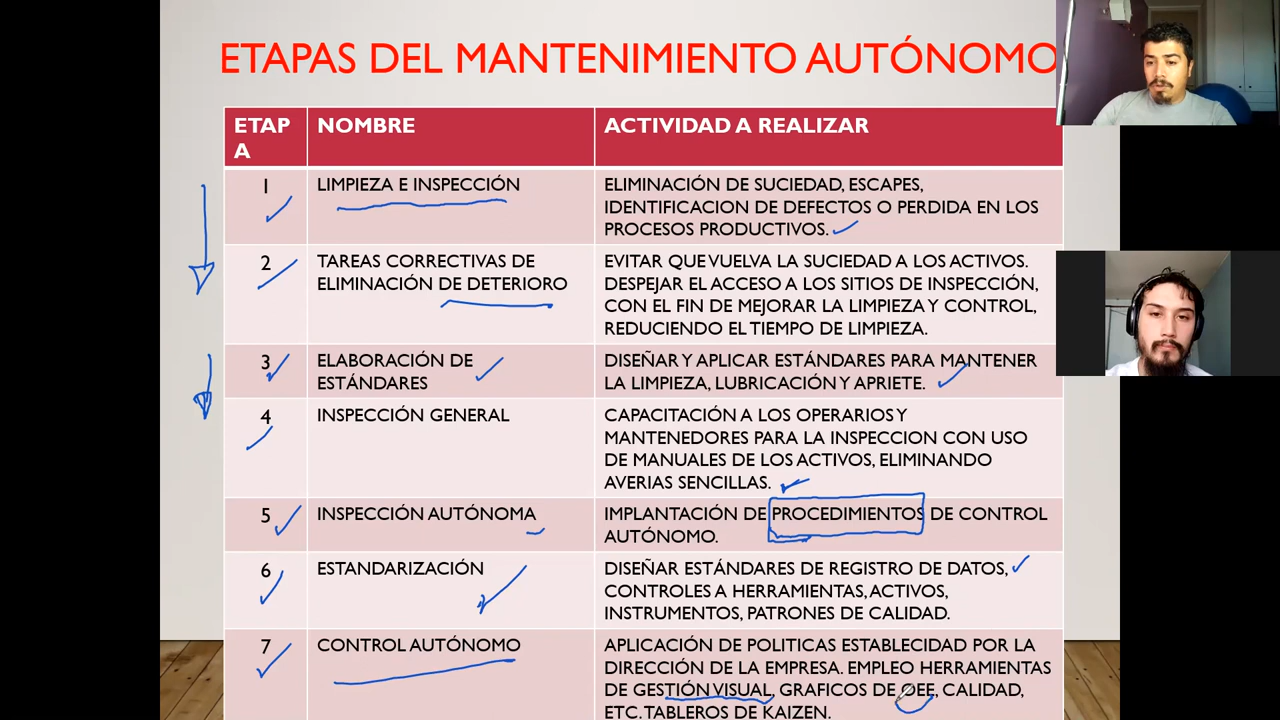 ETAPAS DEL MANTENIMIENTO AUTÓNOMO
ETAP
A
NOMBRE
ACTIVIDAD A REALIZAR
1
LIMPIEZA E INSPECCIÓN
ELIMINACIÓN DE SUCIEDAD, ESCAPES,
IDENTIFICACION DE DEFECTOS O PERDIDA EN LOS
PROCESOS PRODUCTIVOS.
2
TAREAS CORRECTIVAS DE
ELIMINACIÓN DE DETERIORO
EVITAR QUE VUELVA LA SUCIEDAD A LOS ACTIVOS.
DESPEJAR EL ACCESO A LOS SITIOS DE INSPECCIÓN,
CON EL FIN DE MEJORAR LA LIMPIEZA Y CONTROL,
REDUCIENDO EL TIEMPO DE LIMPIEZA.
3
ELABORACIÓN DE
ESTÁNDARES
DISEÑAR Y APLICAR ESTÁNDARES PARA MANTENER
LA LIMPIEZA, LUBRICACIÓN Y APRIETE.
4
INSPECCIÓN GENERAL
CAPACITACIÓN A LOS OPERARIOS Y
MANTENEDORES PARA LA INSPECCION CON USO
DE MANUALES DE LOS ACTIVOS, ELIMINANDO
AVERIAS SENCILLAS.
5
INSPECCIÓN AUTÓNOMA
IMPLANTACIÓN DE PROCEDIMIENTOS DE CONTROL
AUTÓNOMO.
6
ESTANDARIZACIÓN
DISEÑAR ESTÁNDARES DE REGISTRO DE DATOS,
CONTROLES A HERRAMIENTAS, ACTIVOS,
INSTRUMENTOS, PATRONES DE CALIDAD.
7
CONTROL AUTÓNOMO
APLICACIÓN DE POLITICAS ESTABLECIDAD POR LA
DIRECCIÓN DE LA EMPRESA. EMPLEO HERRAMIENTAS
DE GESTIÓN VISUAL, GRAFICOS DE OEE, CALIDAD,
ETC. TABLEROS DE KAIZEN.